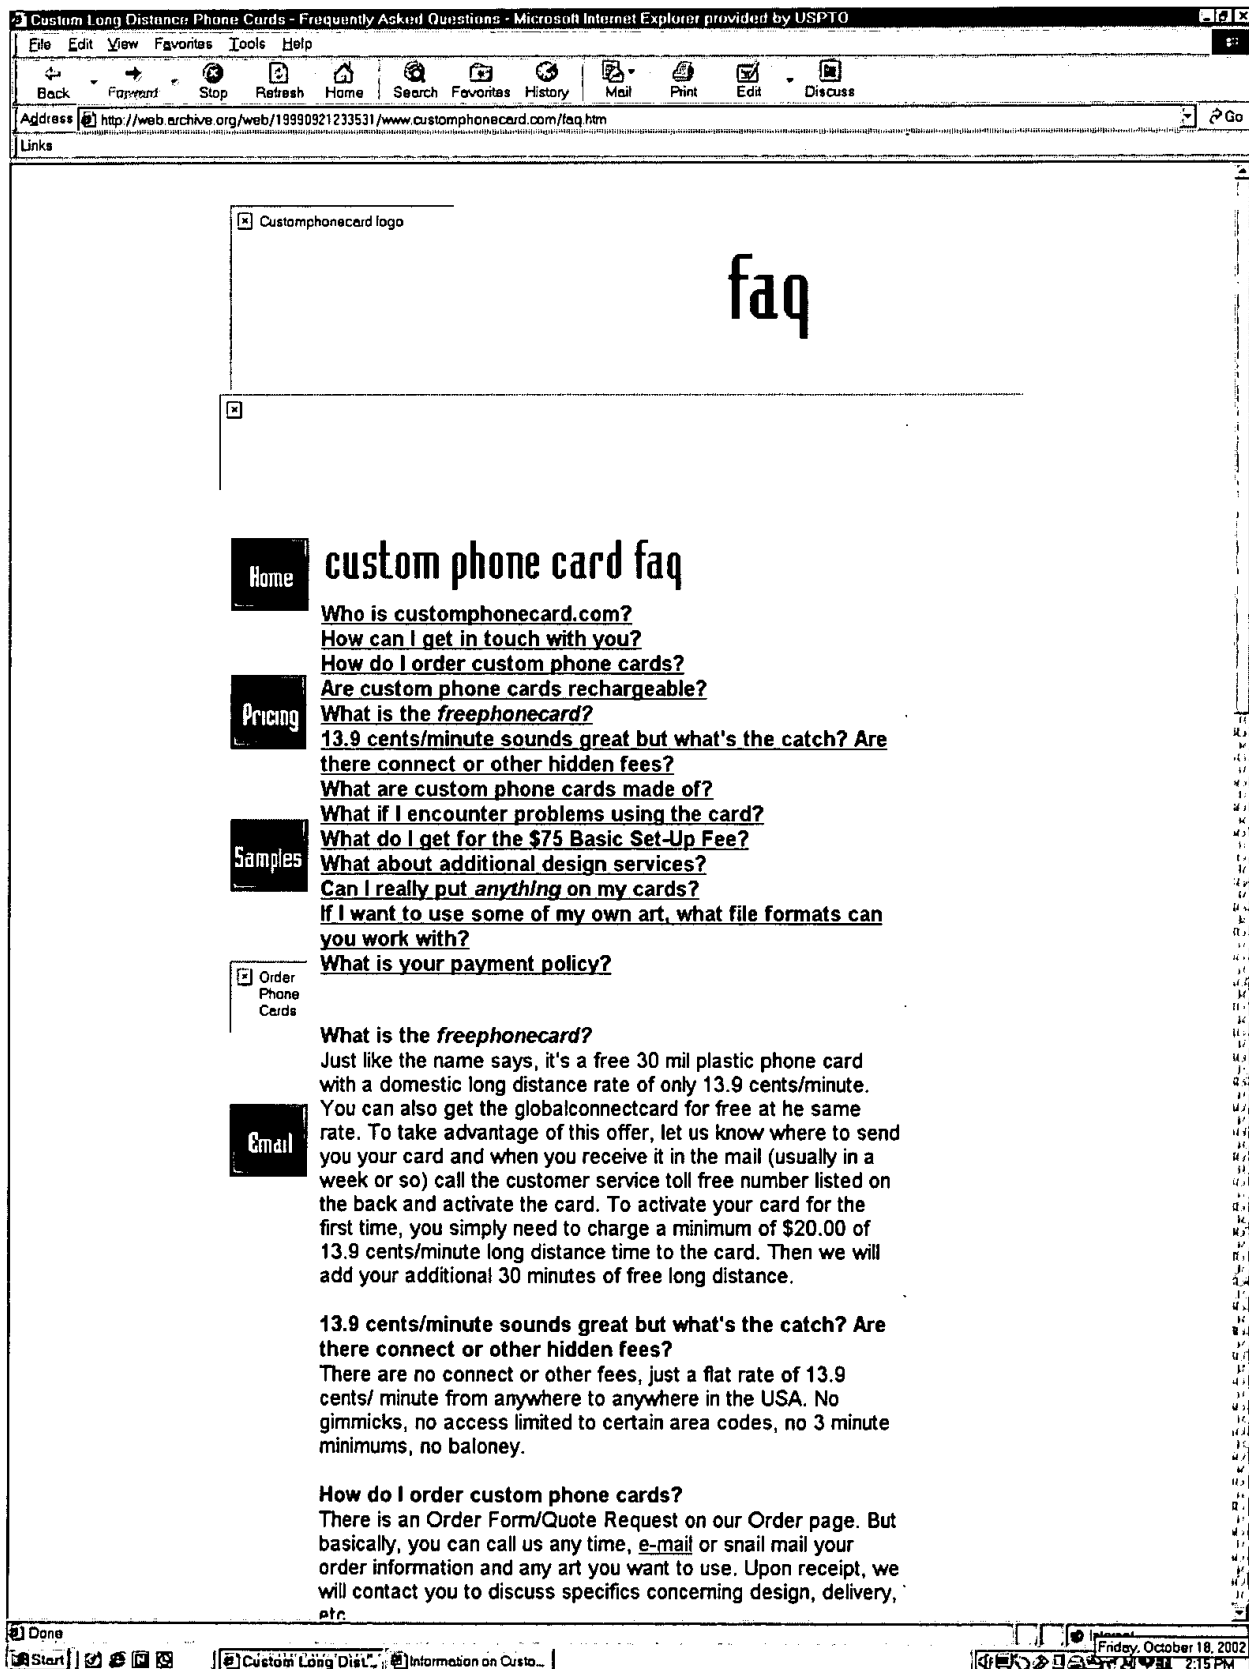 Custom Long Distance Phone Cards - Frequently Asked Questions - Microsoft Internet Explorer provided by USPTO
File Edit View Favorites Tools Help
Back Forward Stop Refresh Home Search Favorites History Mail Print Edit Discuss
Address http://web.archive.org/web/19990921233531/www.customphonecard.com/faq.htm Go
Links
Customphonecard logo
faq
Home
custom phone card faq
Who is customphonecard.com?
How can I get in touch with you?
How do I order custom phone cards?
Are custom phone cards rechargeable?
Pricing
What is the freephonecard?
13.9 cents/minute sounds great but what's the catch? Are
there connect or other hidden fees?
What are custom phone cards made of?
What if I encounter problems using the card?
What do I get for the $75 Basic Set-Up Fee?
Samples
What about additional design services?
Can I really put anything on my cards?
If I want to use some of my own art, what file formats can
you work with?
What is your payment policy?
Order
Phone
Cards
What is the freephonecard?
Just like the name says, it's a free 30 mil plastic phone card
with a domestic long distance rate of only 13.9 cents/minute.
You can also get the globalconnectcard for free at he same
rate. To take advantage of this offer, let us know where to send
Email
you your card and when you receive it in the mail (usually in a
week or so) call the customer service toll free number listed on
the back and activate the card. To activate your card for the
first time, you simply need to charge a minimum of $20.00 of
13.9 cents/minute long distance time to the card. Then we will
add your additional 30 minutes of free long distance.
13.9 cents/minute sounds great but what's the catch? Are
there connect or other hidden fees?
There are no connect or other fees, just a flat rate of 13.9
cents/ minute from anywhere to anywhere in the USA. No
gimmicks, no access limited to certain area codes, no 3 minute
minimums, no baloney.
How do I order custom phone cards?
There is an Order Form/Quote Request on our Order page. But
basically, you can call us any time, e-mail or snail mail your
order information and any art you want to use. Upon receipt, we
will contact you to discuss specifics concerning design, delivery,
etc
Done
Friday, October 18, 2002
Start Custom Long Dist... Information on Custo... 2:15 PM